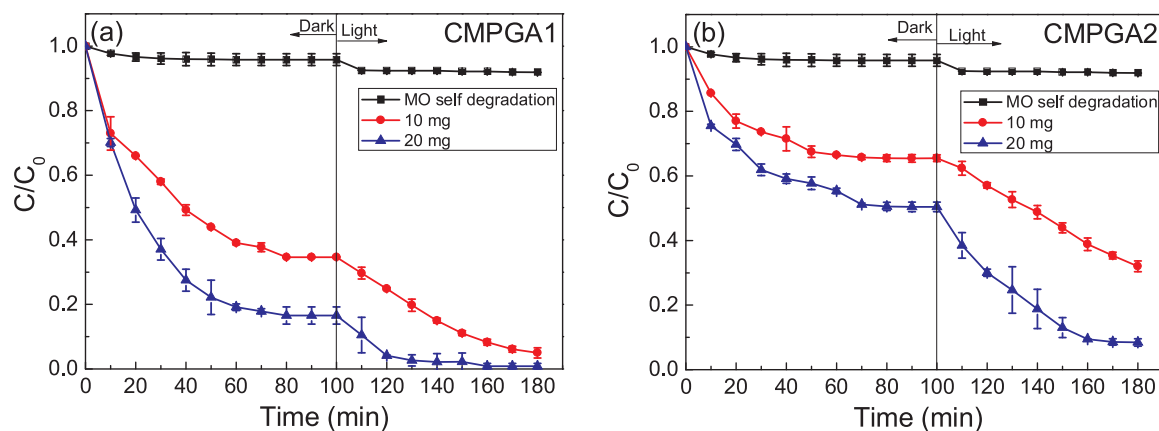 (a)
Dark
Light
CMPGA1
MO self degradation
10 mg
20 mg
C/C0
1.0
0.8
0.6
0.4
0.2
0.0
0 20 40 60 80 100 120 140 160 180
Time (min)
(b)
Dark
Light
CMPGA2
MO self degradation
10 mg
20 mg
C/C0
1.0
0.8
0.6
0.4
0.2
0.0
0 20 40 60 80 100 120 140 160 180
Time (min)